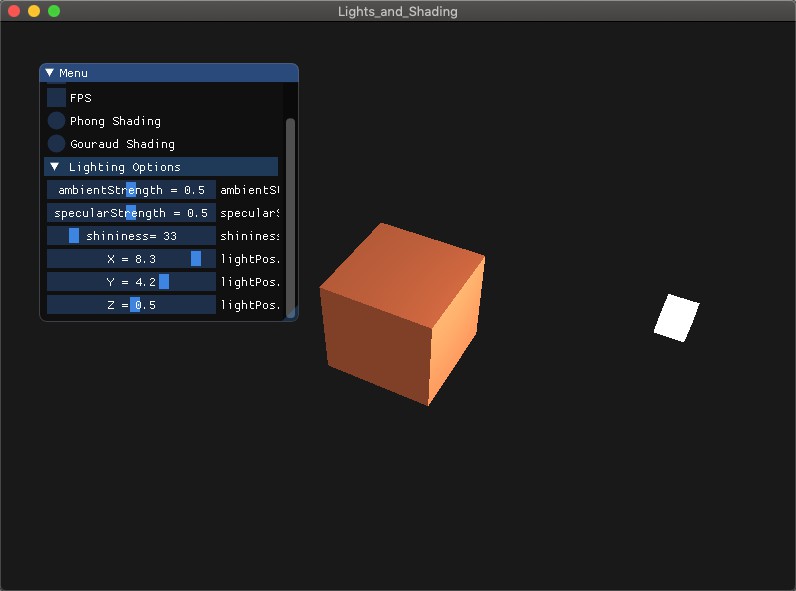 Lights_and_Shading
Menu
FPS
Phong Shading
Gouraud Shading
Lighting Options
ambientStrength = 0.5 ambientSt
specularStrength = 0.5 specularS
shininess= 33 shininess
X = 8.3 lightPos.
Y = 4.2 lightPos.
Z = 0.5 lightPos.